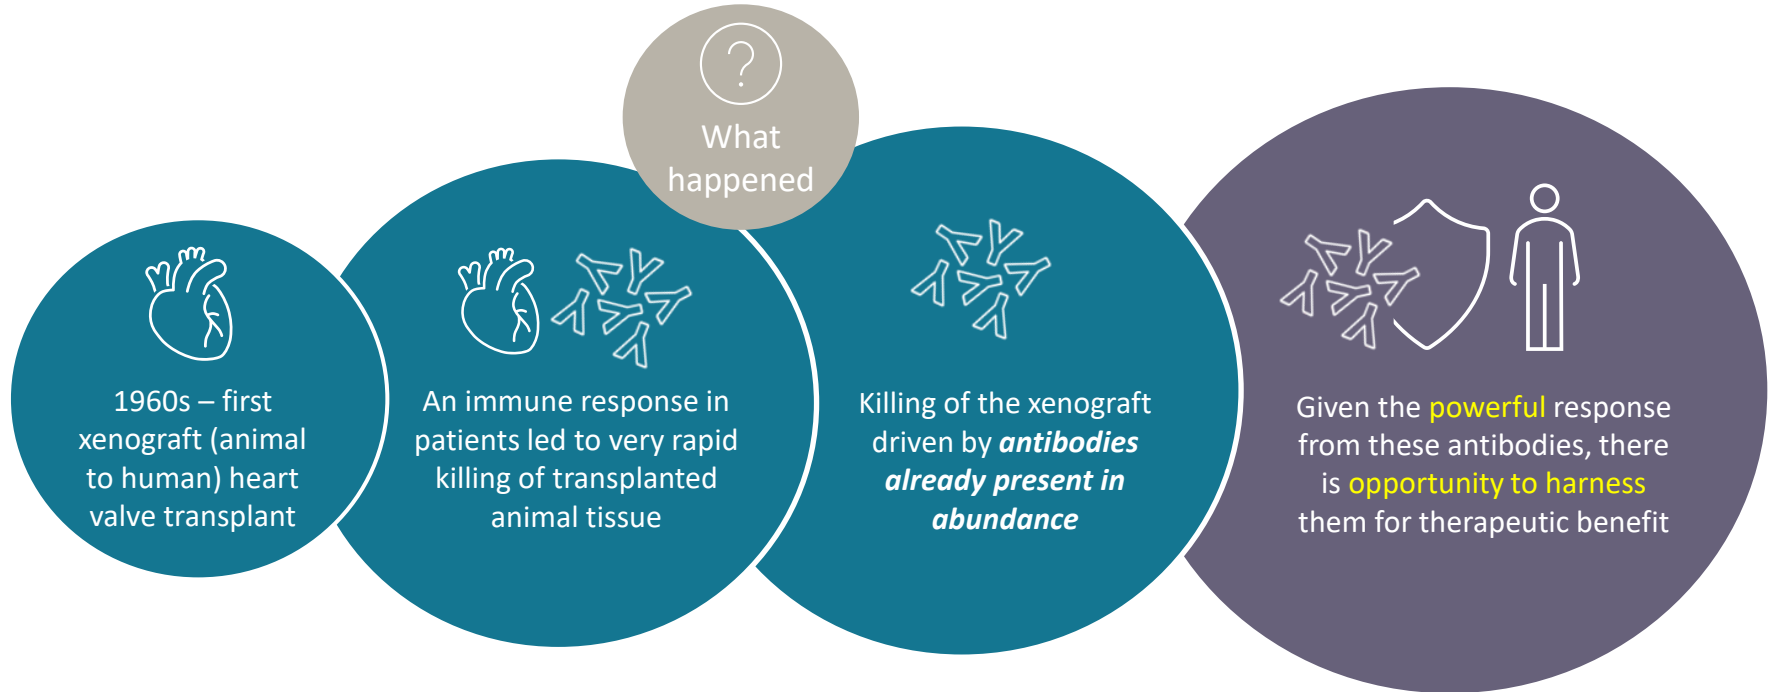 1960s – first
xenograft (animal
to human) heart
valve transplant
An immune response in
patients led to very rapid
killing of transplanted
animal tissue
?
What
happened
Killing of the xenograft
driven by antibodies
already present in
abundance
Given the powerful response
from these antibodies, there
is opportunity to harness
them for therapeutic benefit